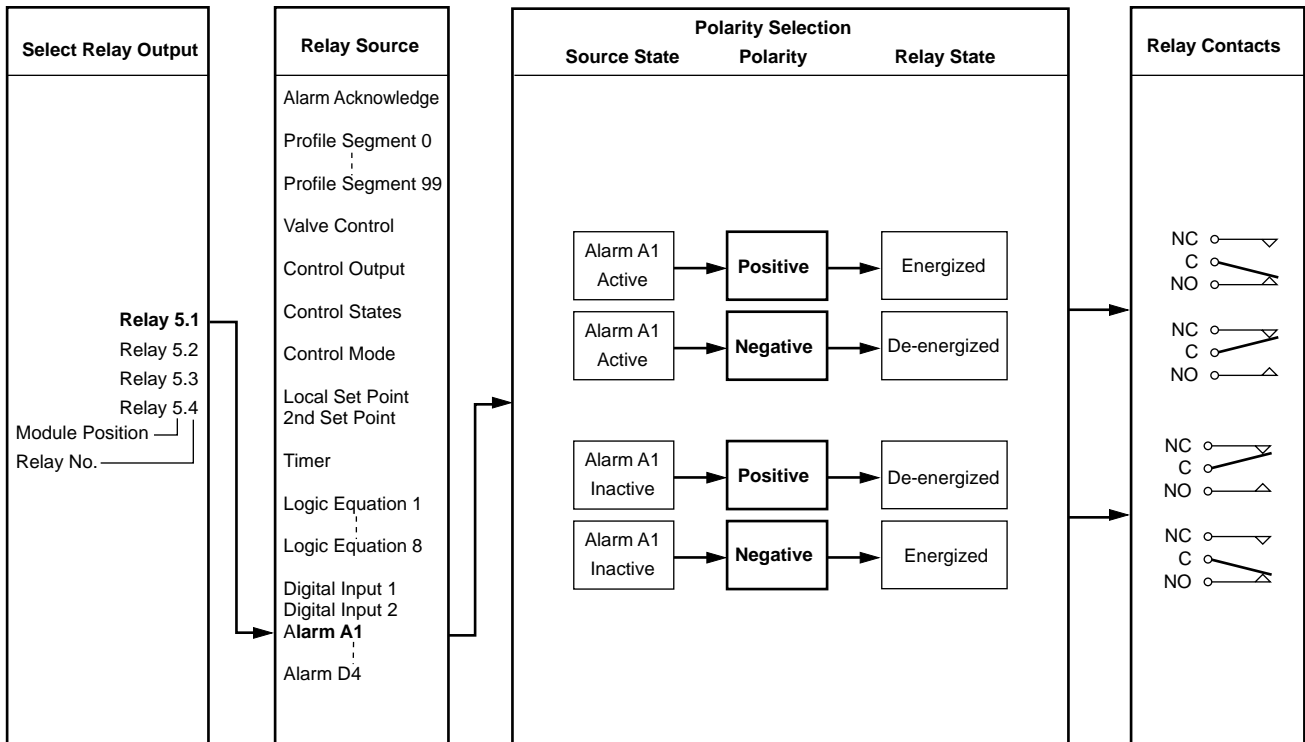 Select Relay Output
Relay 5.1
Relay 5.2
Relay 5.3
Relay 5.4
Module Position
Relay No.
Relay Source
Alarm Acknowledge
Profile Segment 0
Profile Segment 99
Valve Control
Control Output
Control States
Control Mode
Local Set Point
2nd Set Point
Timer
Logic Equation 1
Logic Equation 8
Digital Input 1
Digital Input 2
Alarm A1
Alarm D4
Polarity Selection
Source State Polarity Relay State
Alarm A1
Active
Positive
Energized
Alarm A1
Active
Negative
De-energized
Alarm A1
Inactive
Positive
De-energized
Alarm A1
Inactive
Negative
Energized
Relay Contacts
NC
C
NO
NC
C
NO
NC
C
NO
NC
C
NO